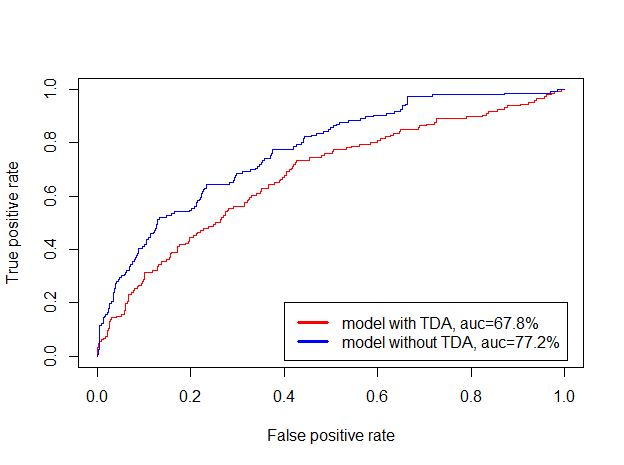 True positive rate
1.0
0.8
0.6
0.4
0.2
0.0
model with TDA, auc=67.8%
model without TDA, auc=77.2%
0.0 0.2 0.4 0.6 0.8 1.0
False positive rate